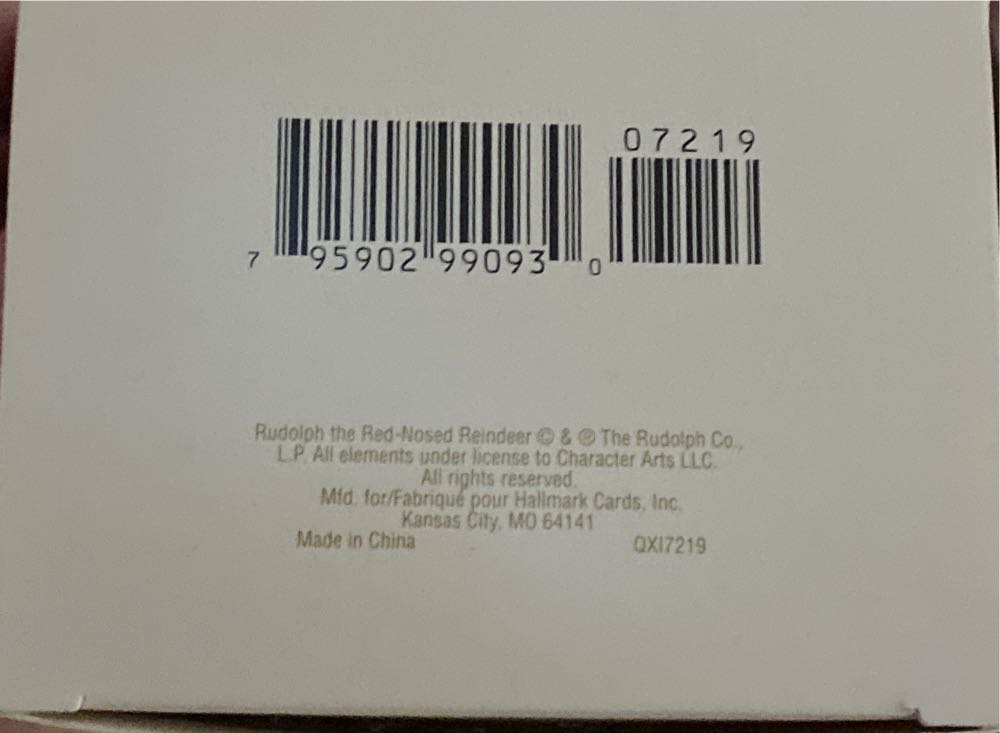 07219
7 95902 99093 0
Rudolph the Red-Nosed Reindeer © & ® The Rudolph Co.,
L.P. All elements under license to Character Arts LLC.
All rights reserved.
Mfd. for/Fabriqué pour Hallmark Cards, Inc.
Kansas City, MO 64141
Made in China QXI7219